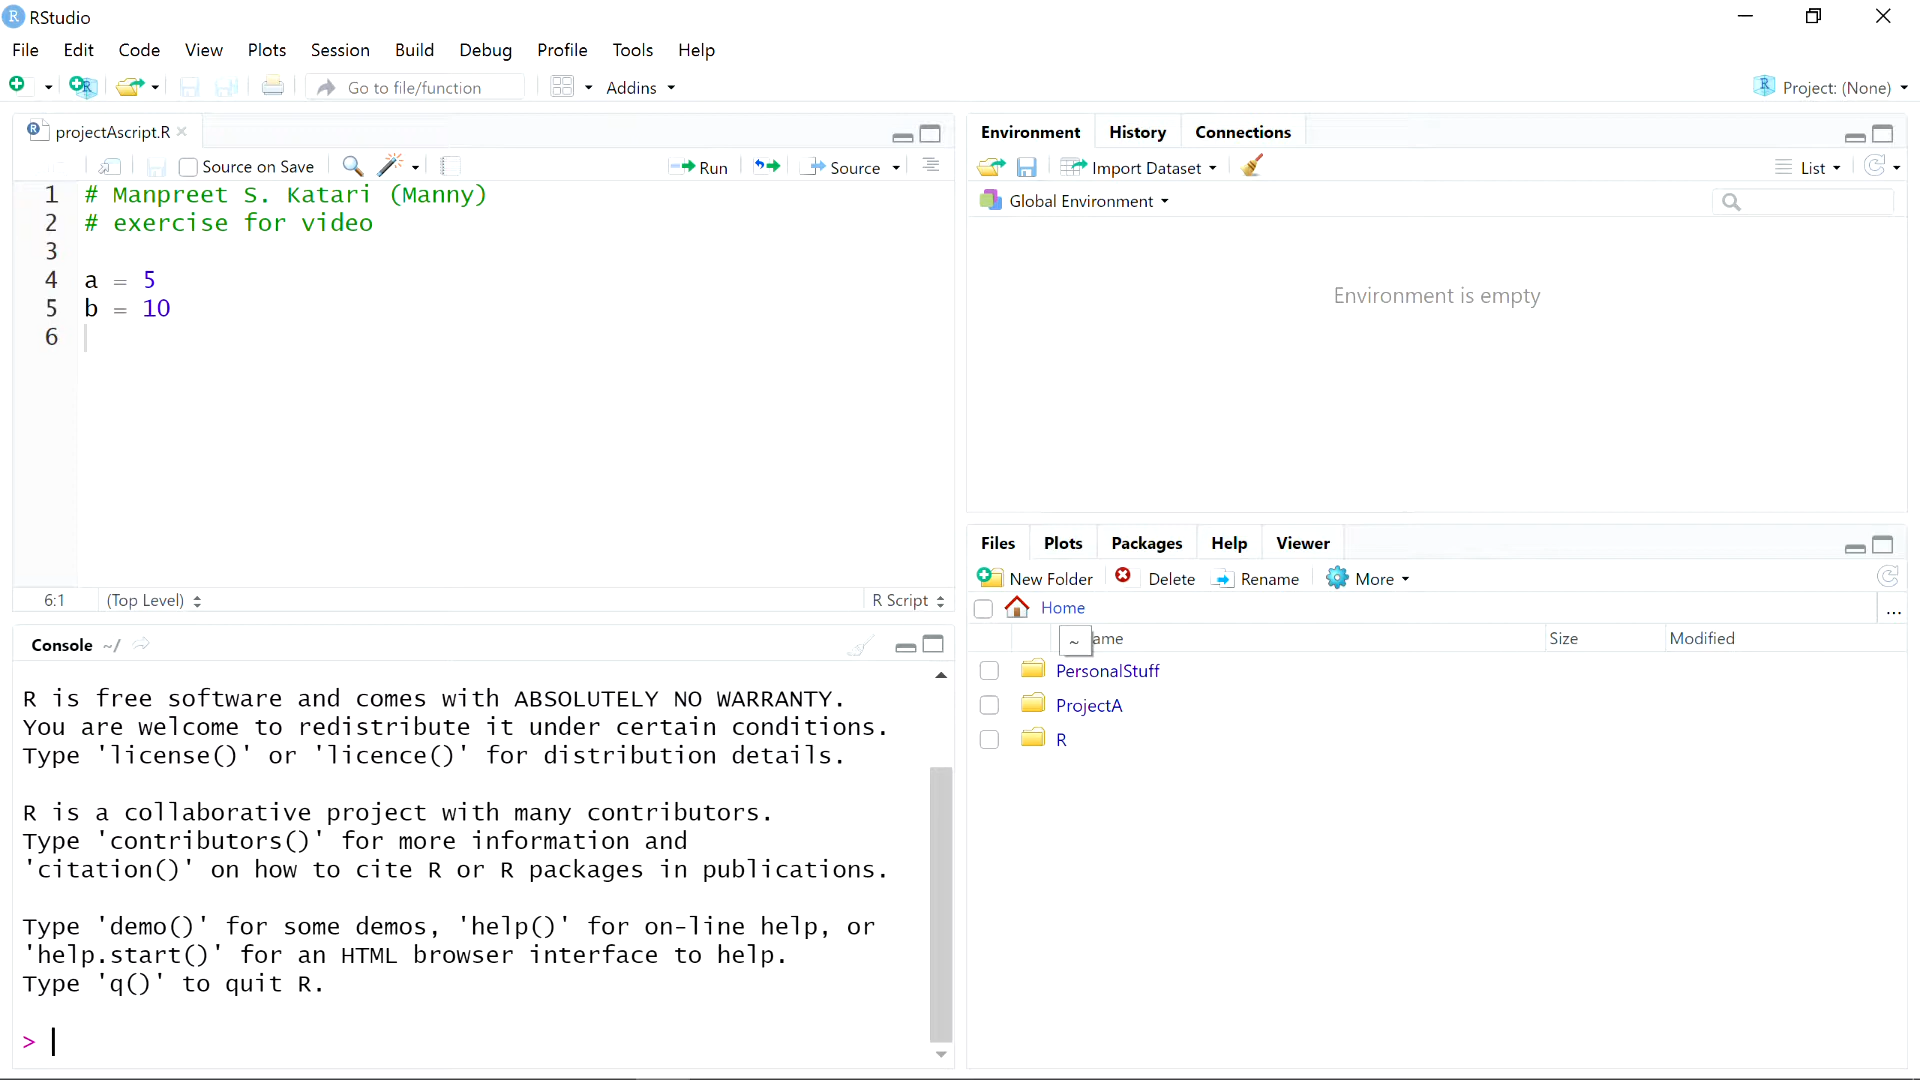 RStudio
File Edit Code View Plots Session Build Debug Profile Tools Help
Go to file/function Addins Project: (None)
projectAscript.R
Source on Save Run Source
1 # Manpreet S. Katari (Manny)
2 # exercise for video
3
4 a = 5
5 b = 10
6
6:1 (Top Level) R Script
Console ~/
R is free software and comes with ABSOLUTELY NO WARRANTY.
You are welcome to redistribute it under certain conditions.
Type 'license()' or 'licence()' for distribution details.
R is a collaborative project with many contributors.
Type 'contributors()' for more information and
'citation()' on how to cite R or R packages in publications.
Type 'demo()' for some demos, 'help()' for on-line help, or
'help.start()' for an HTML browser interface to help.
Type 'q()' to quit R.
>
Environment History Connections
Import Dataset List
Global Environment
Environment is empty
Files Plots Packages Help Viewer
New Folder Delete Rename More
Home ...
~ ame Size Modified
PersonalStuff
ProjectA
R